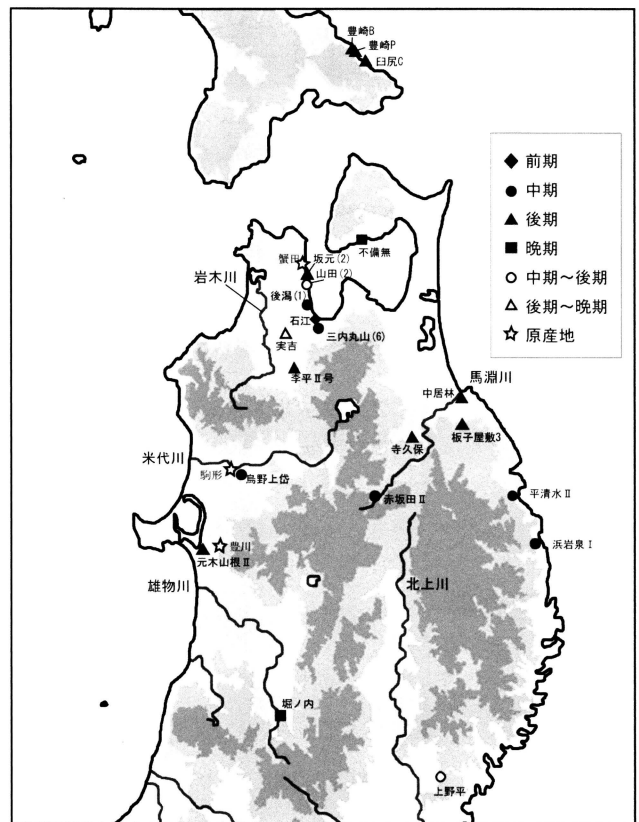 豊崎B
豊崎P
臼尻C
前期
中期
後期
晩期
中期～後期
後期～晩期
原産地
不備無
蟹田
坂元(2)
山田(2)
岩木川
後潟(1)
石江
三内丸山(6)
実吉
李平Ⅱ号
馬淵川
中居林
板子屋敷3
寺久保
米代川
駒形
烏野上岱
赤坂田Ⅱ
平清水Ⅱ
豊川
元木山根Ⅱ
浜岩泉Ⅰ
雄物川
北上川
堀ノ内
上野平